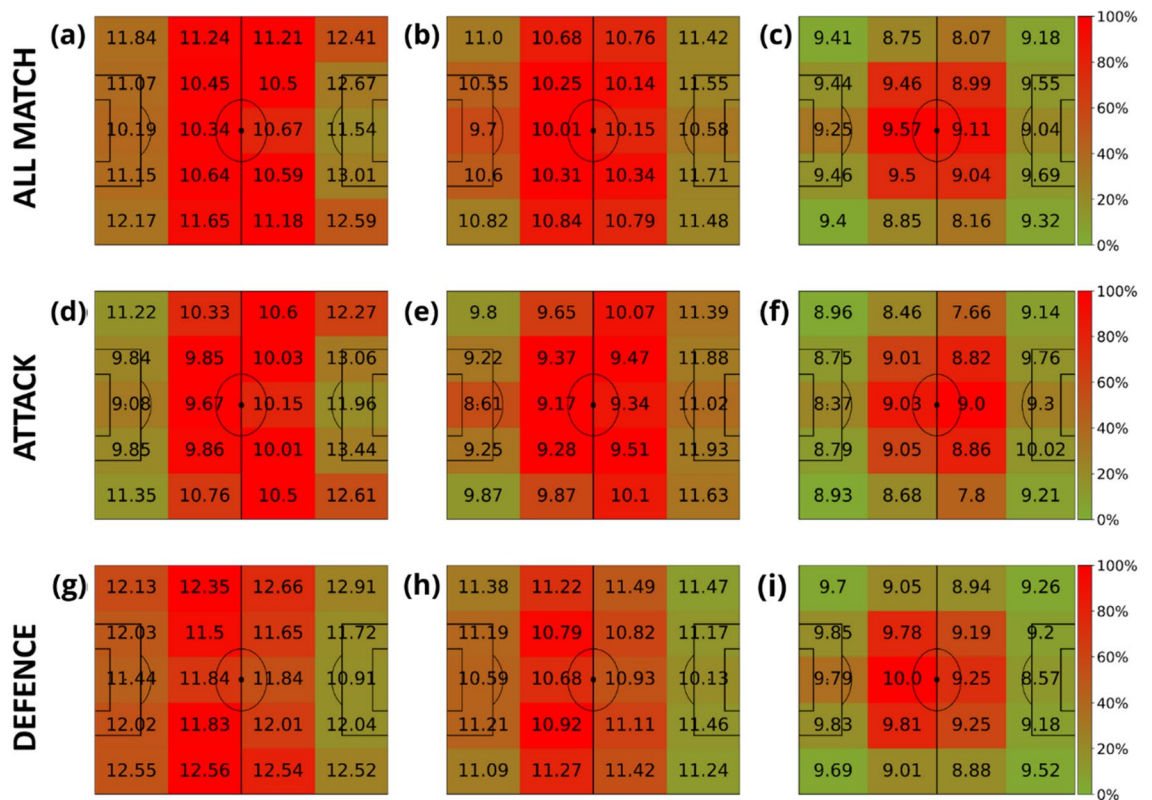 ALL MATCH
(a) 11.84 11.24 11.21 12.41 (b) 11.0 10.68 10.76 11.42 (c) 9.41 8.75 8.07 9.18 100%
11.07 10.45 10.5 12.67 10.55 10.25 10.14 11.55 9.44 9.46 8.99 9.55 80%
60%
10.19 10.34 10.67 11.54 9.7 10.01 10.15 10.58 9.25 9.57 9.11 9.04
40%
11.15 10.64 10.59 13.01 10.6 10.31 10.34 11.71 9.46 9.5 9.04 9.69
20%
12.17 11.65 11.18 12.59 10.82 10.84 10.79 11.48 9.4 8.85 8.16 9.32
0%
ATTACK
(d) 11.22 10.33 10.6 12.27 (e) 9.8 9.65 10.07 11.39 (f) 8.96 8.46 7.66 9.14 100%
9.84 9.85 10.03 13.06 9.22 9.37 9.47 11.88 8.75 9.01 8.82 9.76 80%
60%
9.08 9.67 10.15 11.96 8.61 9.17 9.34 11.02 8.37 9.03 9.0 9.3
40%
9.85 9.86 10.01 13.44 9.25 9.28 9.51 11.93 8.79 9.05 8.86 10.02
20%
11.35 10.76 10.5 12.61 9.87 9.87 10.1 11.63 8.93 8.68 7.8 9.21
0%
DEFENCE
(g) 12.13 12.35 12.66 12.91 (h) 11.38 11.22 11.49 11.47 (i) 9.7 9.05 8.94 9.26 100%
12.03 11.5 11.65 11.72 11.19 10.79 10.82 11.17 9.85 9.78 9.19 9.2 80%
60%
11.44 11.84 11.84 10.91 10.59 10.68 10.93 10.13 9.79 10.0 9.25 8.57
40%
12.02 11.83 12.01 12.04 11.21 10.92 11.11 11.46 9.83 9.81 9.25 9.18
20%
12.55 12.56 12.54 12.52 11.09 11.27 11.42 11.24 9.69 9.01 8.88 9.52
0%